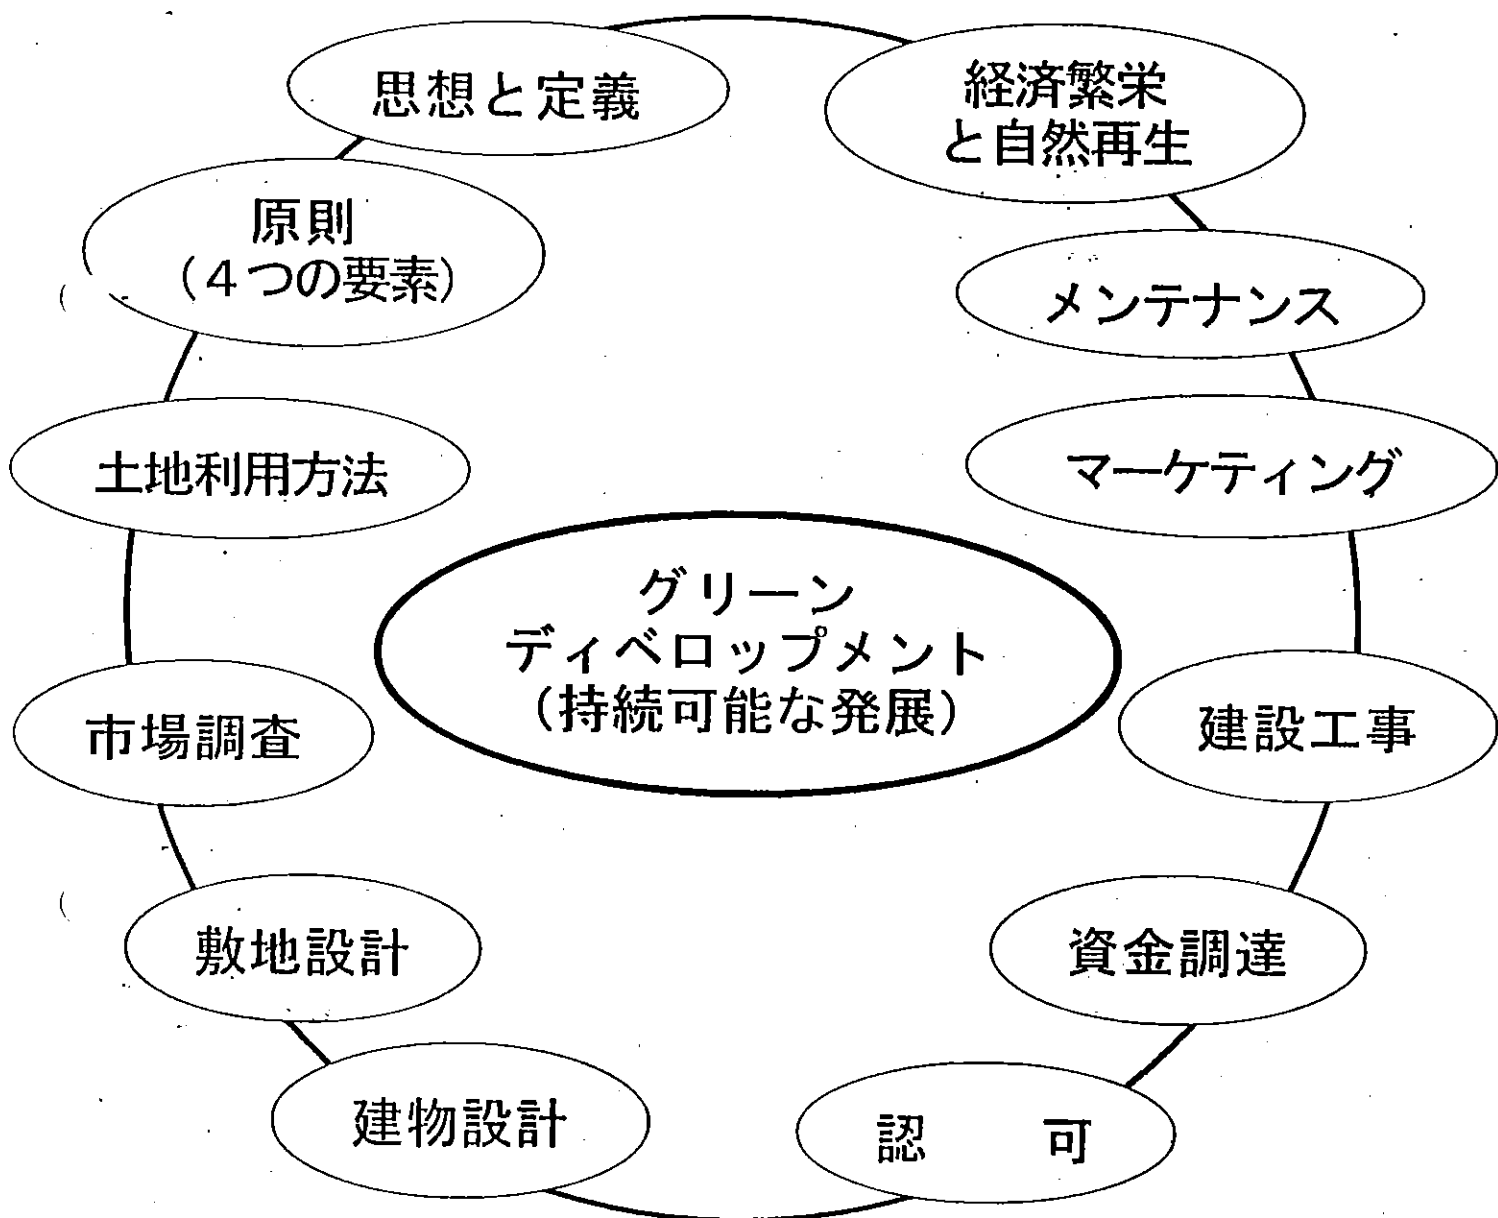 思想と定義
経済繁栄
と自然再生
原則
（４つの要素）
メンテナンス
土地利用方法
マーケティング
グリーン
ディベロップメント
（持続可能な発展）
市場調査
建設工事
敷地設計
資金調達
建物設計
認　可